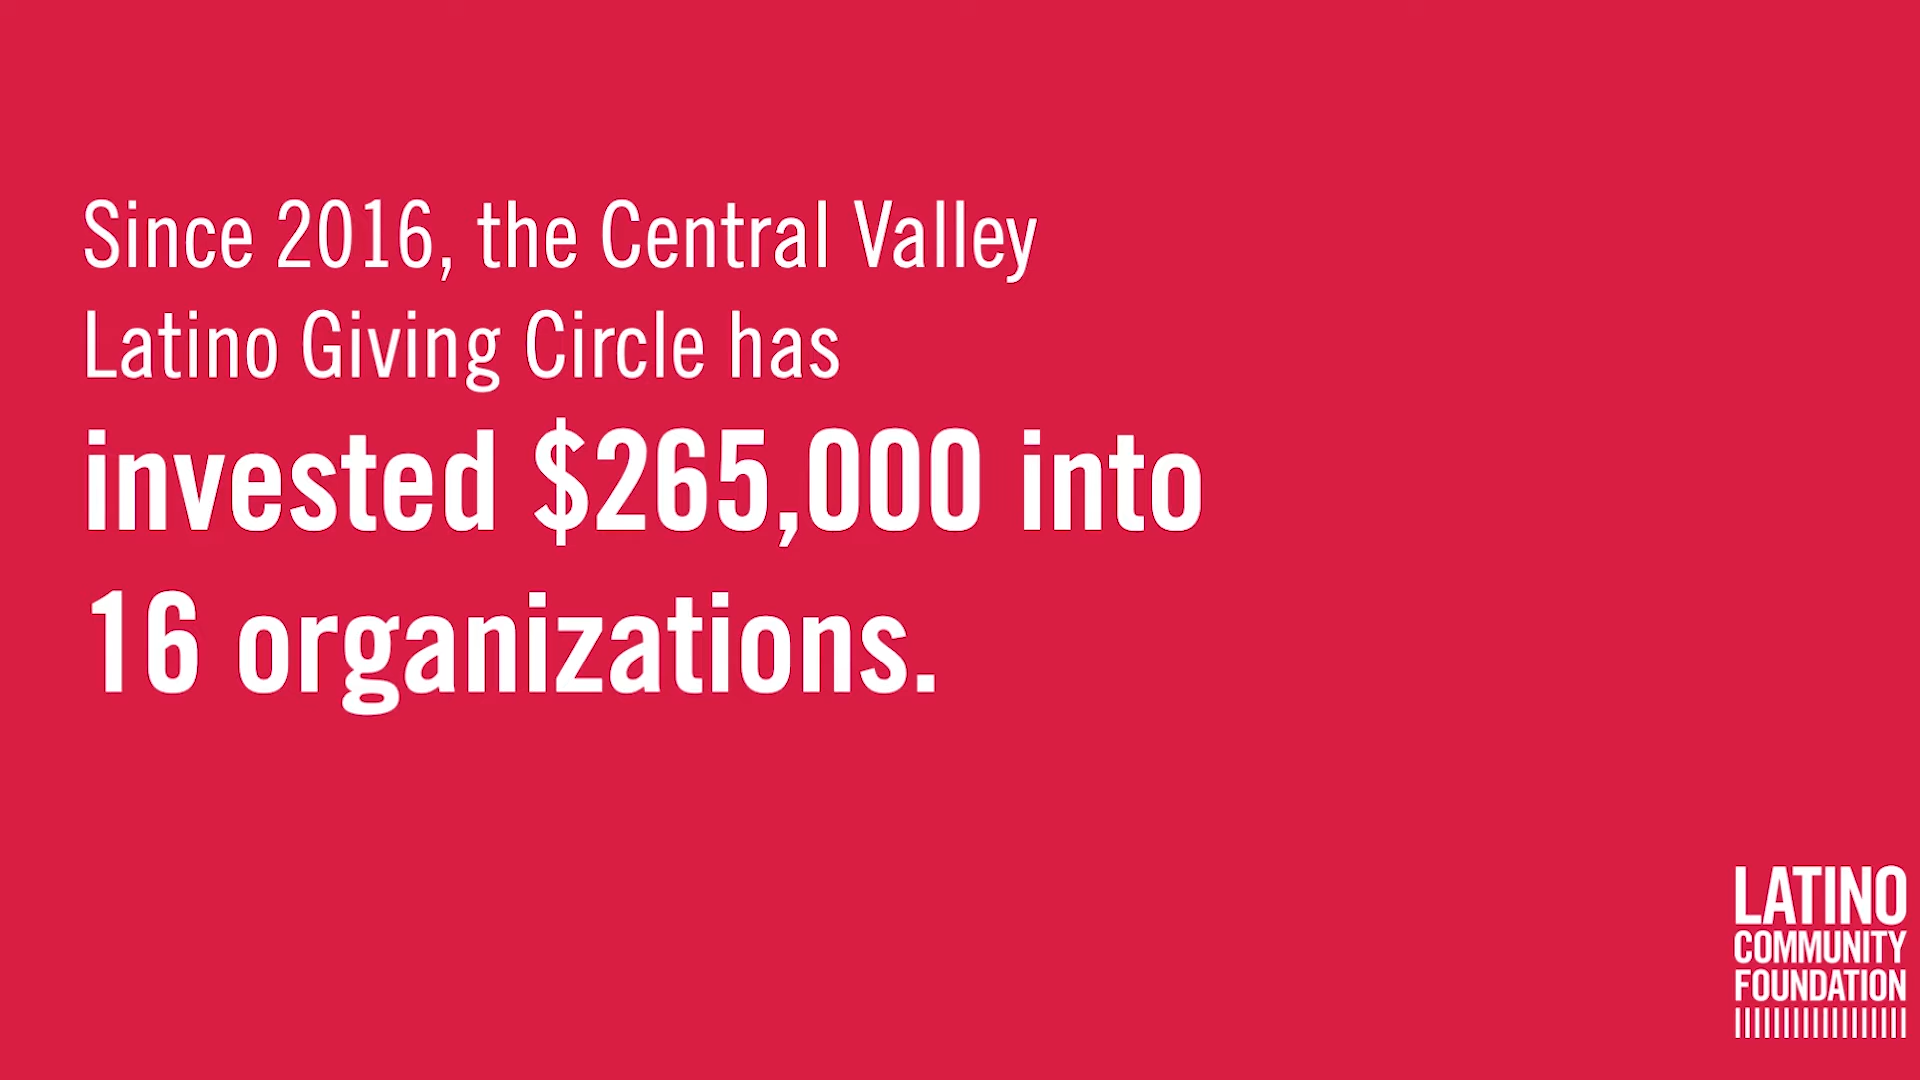 Since 2016, the Central Valley
Latino Giving Circle has
invested $265,000 into
16 organizations.
LATINO
COMMUNITY
FOUNDATION